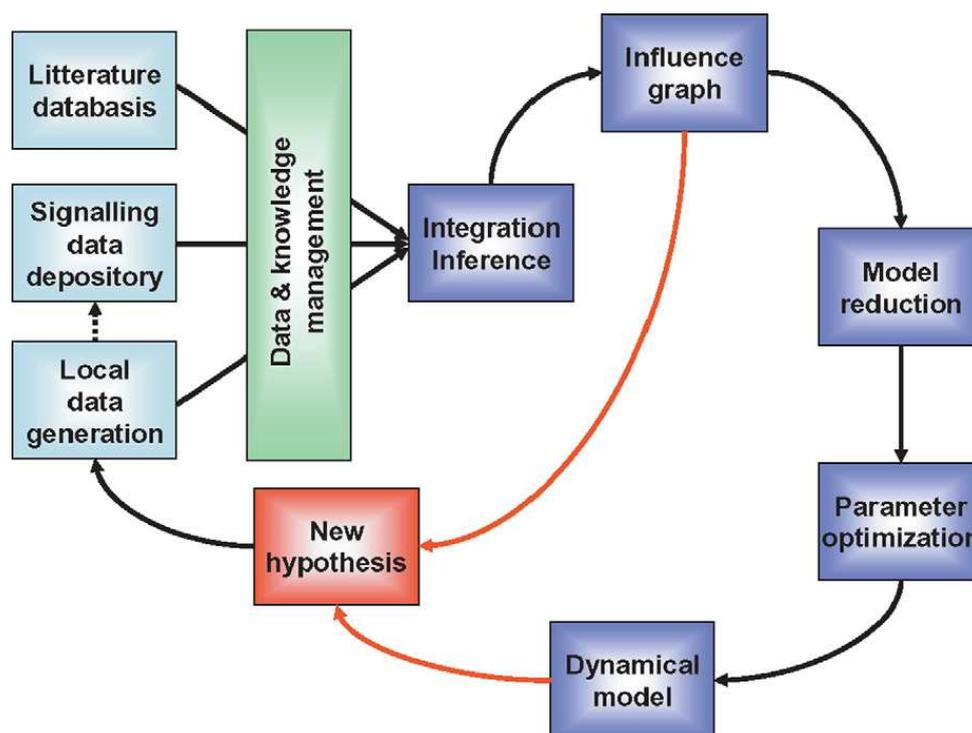 Litterature
databasis
Signalling
data
depository
Local
data
generation
Data & knowledge
management
Integration
Inference
Influence
graph
Model
reduction
Parameter
optimization
Dynamical
model
New
hypothesis